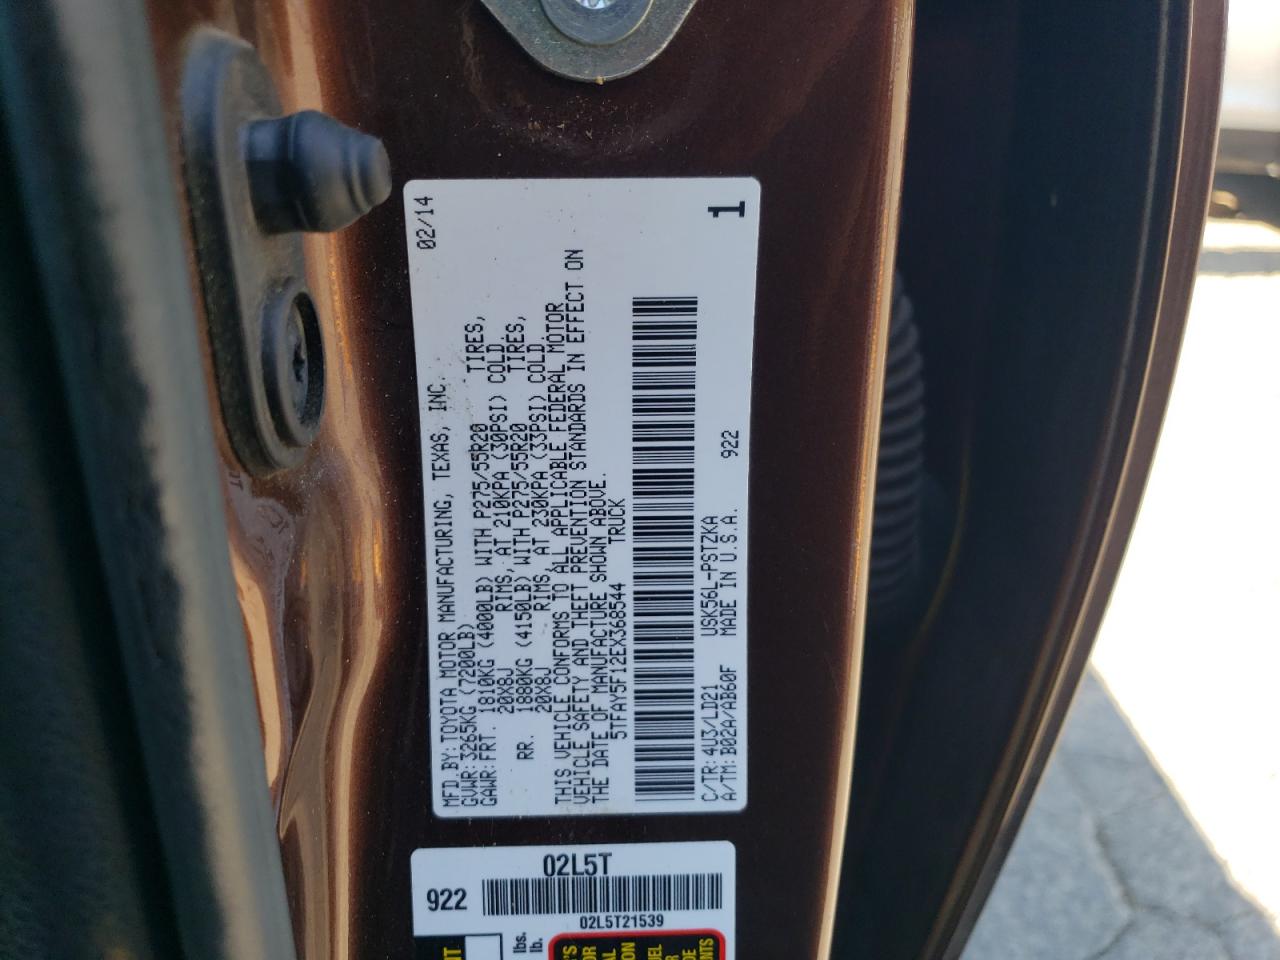 MFD.BY:TOYOTA MOTOR MANUFACTURING, TEXAS, INC. 02/14
GVWR:3265KG(7200LB)
GAWR:FRT. 1810KG (4000LB) WITH P275/55R20 TIRES,
20X8J RIMS, AT 210KPA (30PSI) COLD
RR. 1880KG (4150LB) WITH P275/55R20 TIRES,
20X8J RIMS, AT 230KPA (33PSI) COLD.
THIS VEHICLE CONFORMS TO ALL APPLICABLE FEDERAL MOTOR
VEHICLE SAFETY AND THEFT PREVENTION STANDARDS IN EFFECT ON
THE DATE OF MANUFACTURE SHOWN ABOVE.
5TFAY5F12EX368544 TRUCK
C/TR:4U3/LD21 USK56L-PSTZKA
A/TM:B02A/AB60F MADE IN U.S.A. 922
1
02L5T
922
02L5T21539
lbs.
lb.